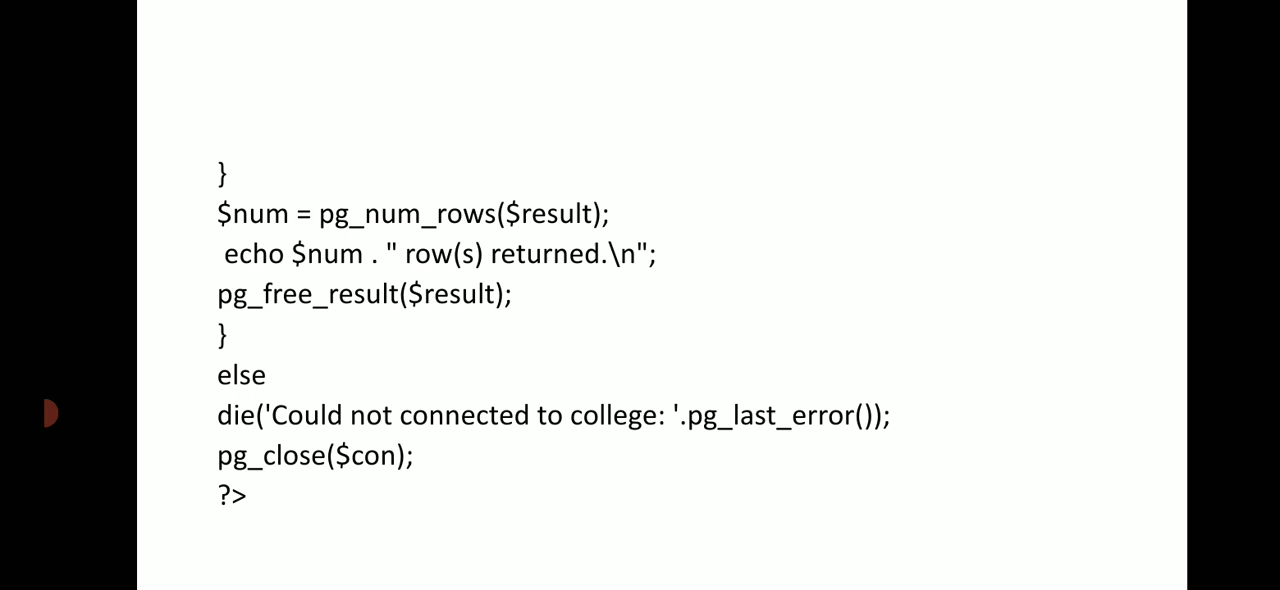 }
$num = pg_num_rows($result);
echo $num . " row(s) returned.\n";
pg_free_result($result);
}
else
die('Could not connected to college: '.pg_last_error());
pg_close($con);
?>